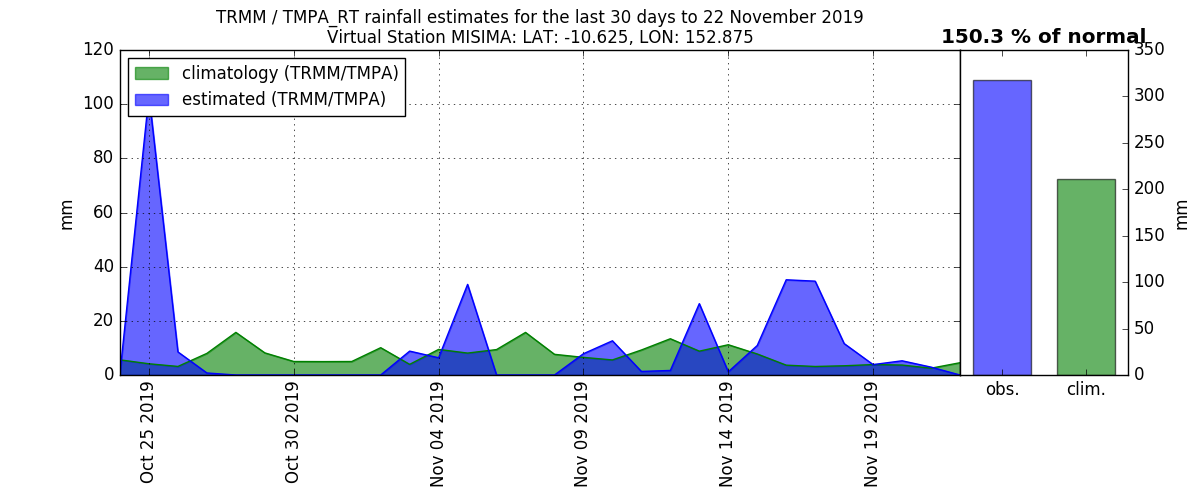 TRMM / TMPA_RT rainfall estimates for the last 30 days to 22 November 2019
Virtual Station MISIMA: LAT: -10.625, LON: 152.875
150.3 % of normal
climatology (TRMM/TMPA)
estimated (TRMM/TMPA)
120
100
80
60
40
20
0
mm
Oct 25 2019
Oct 30 2019
Nov 04 2019
Nov 09 2019
Nov 14 2019
Nov 19 2019
obs.
clim.
350
300
250
200
150
100
50
0
mm